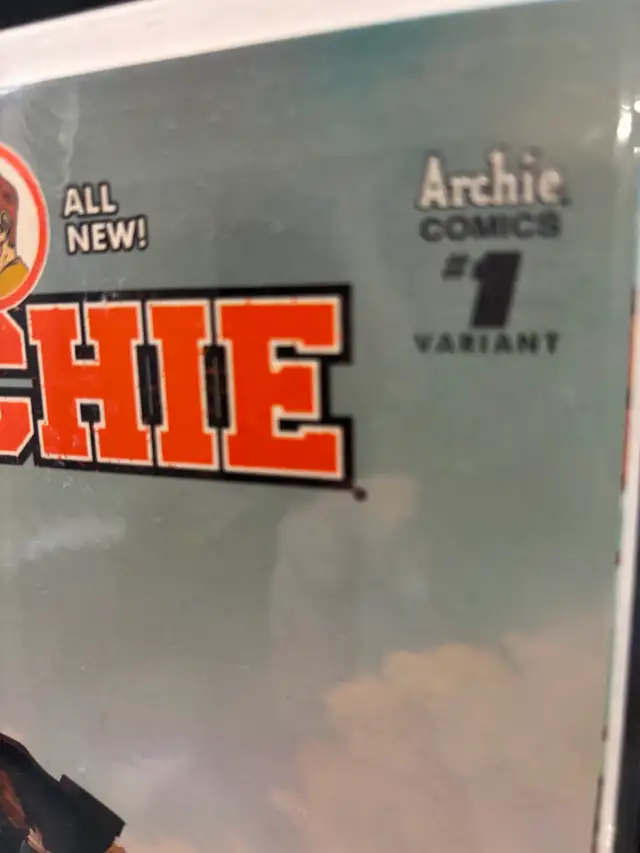 ALL
NEW!
CHIE
Archie
COMICS
#1
VARIANT